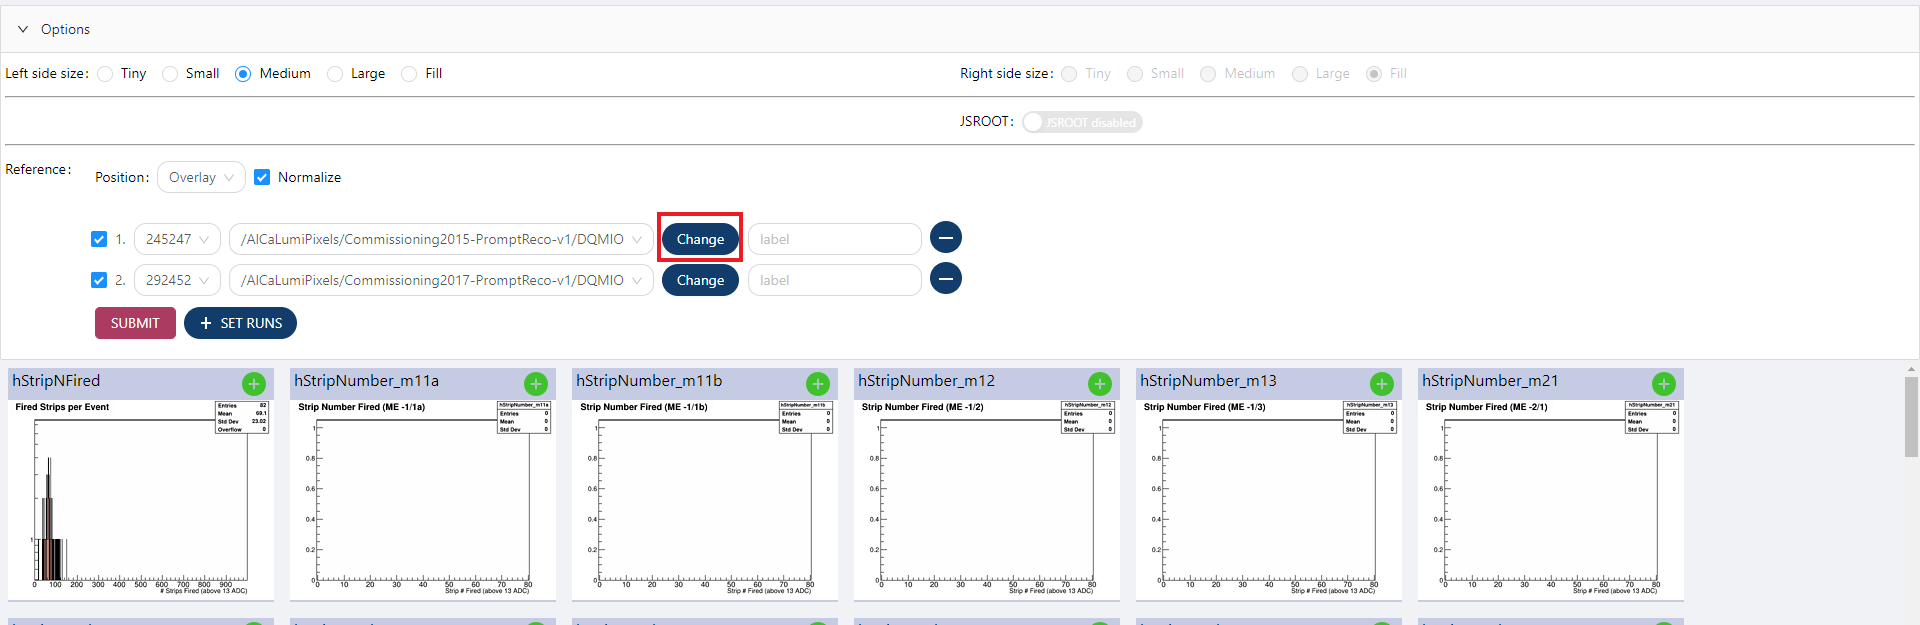 Options
Left side size: Tiny Small Medium Large Fill
Right side size: Tiny Small Medium Large Fill
JSROOT: JSROOT disabled
Reference: Position: Overlay Normalize
1. 245247 /AlCaLumiPixels/Commissioning2015-PromptReco-v1/DQMIO Change label
2. 292452 /AlCaLumiPixels/Commissioning2017-PromptReco-v1/DQMIO Change label
SUBMIT + SET RUNS
hStripNFired
Fired Strips per Event
Entries 82
Mean 69.1
Std Dev 23.02
Overflow 0
1
0 100 200 300 400 500 600 700 800 900
# Strips Fired (above 13 ADC)
hStripNumber_m11a
Strip Number Fired (ME -1/1a)
hStripNumber_m11a
Entries 0
Mean 0
Std Dev 0
1
0.8
0.6
0.4
0.2
0
0 10 20 30 40 50 60 70 80
Strip # Fired (above 13 ADC)
hStripNumber_m11b
Strip Number Fired (ME -1/1b)
hStripNumber_m11b
Entries 0
Mean 0
Std Dev 0
1
0.8
0.6
0.4
0.2
0
0 10 20 30 40 50 60 70 80
Strip # Fired (above 13 ADC)
hStripNumber_m12
Strip Number Fired (ME -1/2)
hStripNumber_m12
Entries 0
Mean 0
Std Dev 0
1
0.8
0.6
0.4
0.2
0
0 10 20 30 40 50 60 70 80
Strip # Fired (above 13 ADC)
hStripNumber_m13
Strip Number Fired (ME -1/3)
hStripNumber_m13
Entries 0
Mean 0
Std Dev 0
1
0.8
0.6
0.4
0.2
0
0 10 20 30 40 50 60 70 80
Strip # Fired (above 13 ADC)
hStripNumber_m21
Strip Number Fired (ME -2/1)
hStripNumber_m21
Entries 0
Mean 0
Std Dev 0
1
0.8
0.6
0.4
0.2
0
0 10 20 30 40 50 60 70 80
Strip # Fired (above 13 ADC)